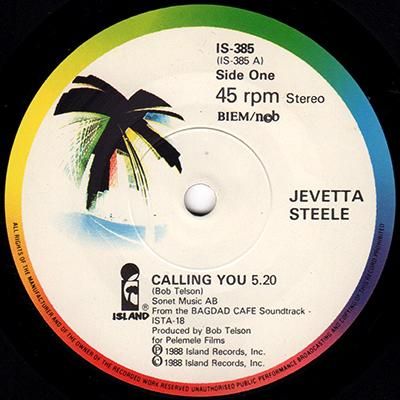 IS-385
(IS-385 A)
Side One
45 rpm Stereo
BIEM/ncb
JEVETTA
STEELE
ISLAND
CALLING YOU 5.20
(Bob Telson)
Sonet Music AB
From the BAGDAD CAFE Soundtrack -
ISTA-18
Produced by Bob Telson
for Pelemele Films
℗ 1988 Island Records, Inc.
© 1988 Island Records, Inc.
ALL RIGHTS OF THE MANUFACTURER AND OF THE OWNER OF THE RECORDED WORK RESERVED UNAUTHORISED PUBLIC PERFORMANCE BROADCASTING AND COPYING OF THIS RECORD PROHIBITED